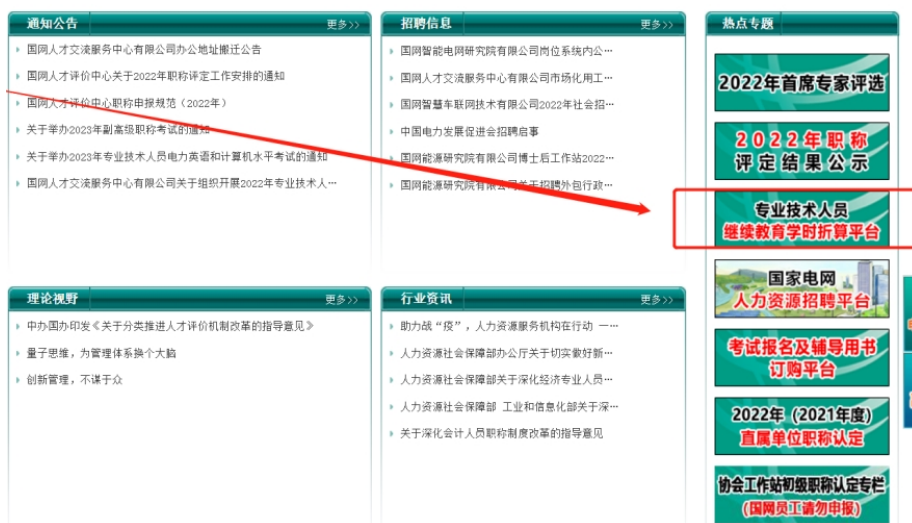 通知公告 更多>>
国网人才交流服务中心有限公司办公地址搬迁公告
国网人才评价中心关于2022年职称评定工作安排的通知
国网人才评价中心职称申报规范（2022年）
关于举办2023年副高级职称考试的通知
关于举办2023年专业技术人员电力英语和计算机水平考试的通知
国网人才交流服务中心有限公司关于组织开展2022年专业技术人…
招聘信息 更多>>
国网智能电网研究院有限公司岗位系统内公…
国网人才交流服务中心有限公司市场化用工…
国网智慧车联网技术有限公司2022年社会招…
中国电力发展促进会招聘启事
国网能源研究院有限公司博士后工作站2022…
国网能源研究院有限公司关于招聘外包行政…
热点专题
2022年首席专家评选
2022年职称
评定结果公示
专业技术人员
继续教育学时折算平台
国家电网
人力资源招聘平台
考试报名及辅导用书
订购平台
2022年（2021年度）
直属单位职称认定
协会工作站初级职称认定专栏
(国网员工请勿申报)
理论视野 更多>>
中办国办印发《关于分类推进人才评价机制改革的指导意见》
量子思维，为管理体系换个大脑
创新管理，不谋于众
行业资讯 更多>>
助力战“疫”，人力资源服务机构在行动 一…
人力资源社会保障部办公厅关于切实做好新…
人力资源社会保障部关于深化经济专业人员…
人力资源社会保障部 工业和信息化部关于深…
关于深化会计人员职称制度改革的指导意见